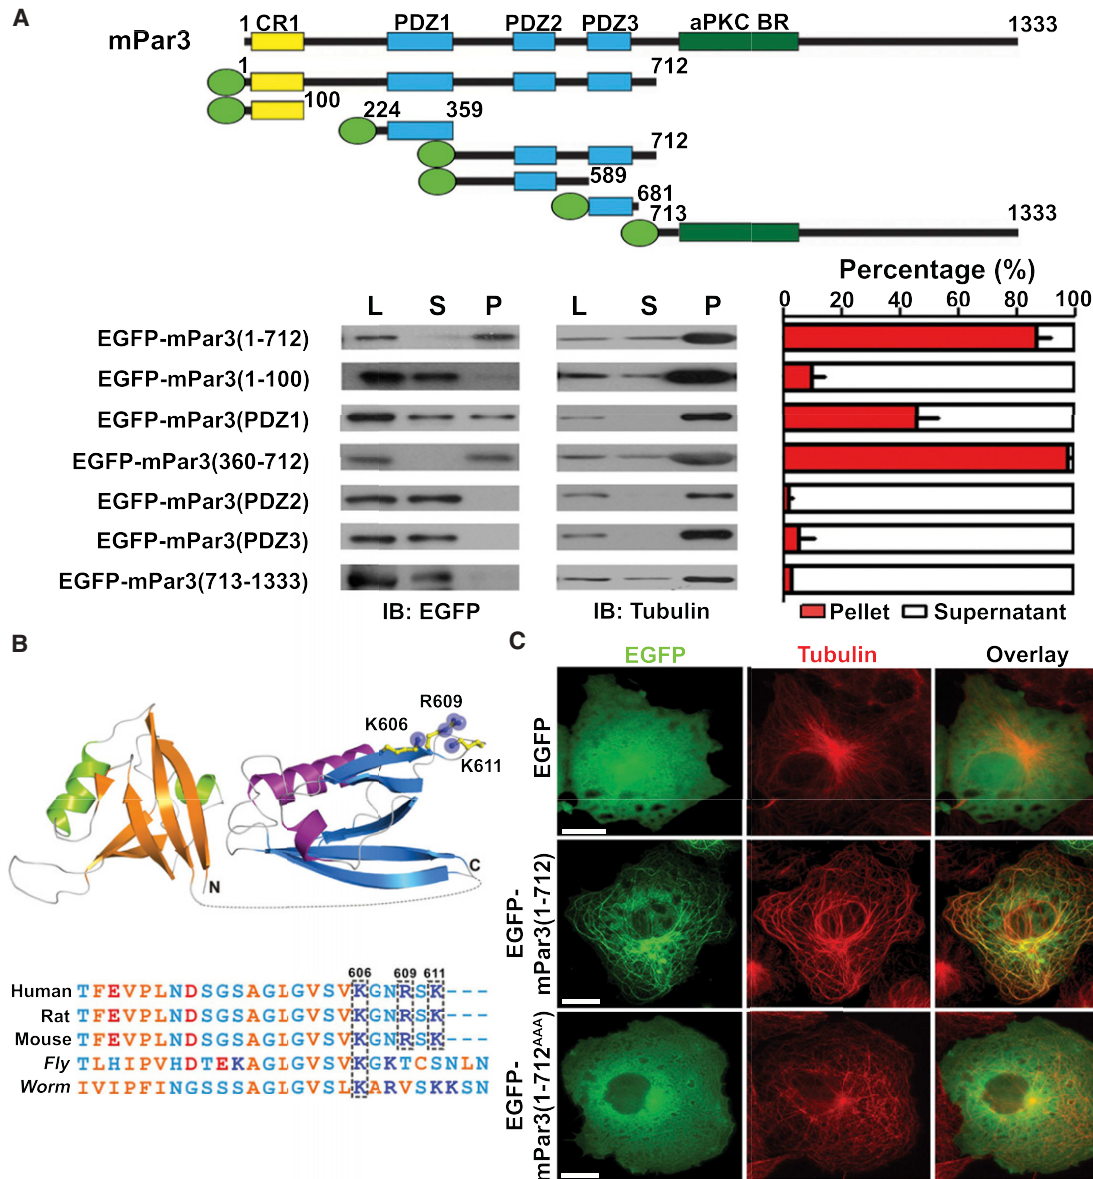 A
mPar3
1 CR1 PDZ1 PDZ2 PDZ3 aPKC BR 1333
1 712
100
224 359
712
589
681
713 1333
Percentage (%)
L S P L S P 0 20 40 60 80 100
EGFP-mPar3(1-712)
EGFP-mPar3(1-100)
EGFP-mPar3(PDZ1)
EGFP-mPar3(360-712)
EGFP-mPar3(PDZ2)
EGFP-mPar3(PDZ3)
EGFP-mPar3(713-1333)
IB: EGFP IB: Tubulin Pellet Supernatant
B
R609
K606
K611
N
C
606 609 611
Human TFEVPLNDSGSAGLGVSVKGNRSK----
Rat TFEVPLNDSGSAGLGVSVKGNRSK----
Mouse TFEVPLNDSGSAGLGVSVKGNRSK----
Fly TLHIPVHDTEKAGLGVSVKGKTCSNLN
Worm IVIPFINGSSSAGLGVSLKARVSKKSN
C
EGFP Tubulin Overlay
EGFP
EGFP-
mPar3(1-712)
EGFP-
mPar3(1-712AAA)